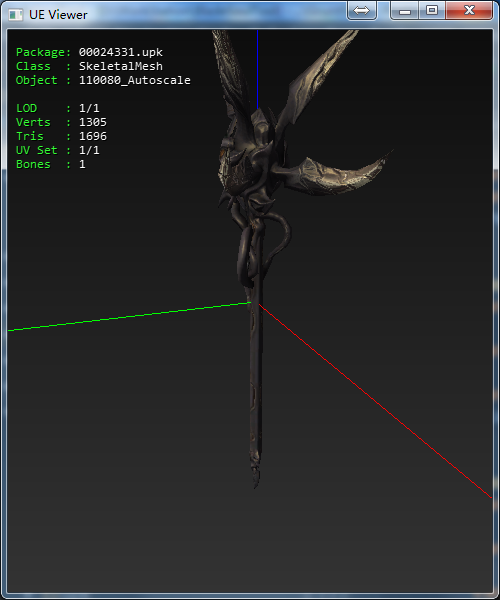 UE Viewer
Package: 00024331.upk
Class  : SkeletalMesh
Object : 110080_Autoscale
LOD    : 1/1
Verts  : 1305
Tris   : 1696
UV Set : 1/1
Bones  : 1